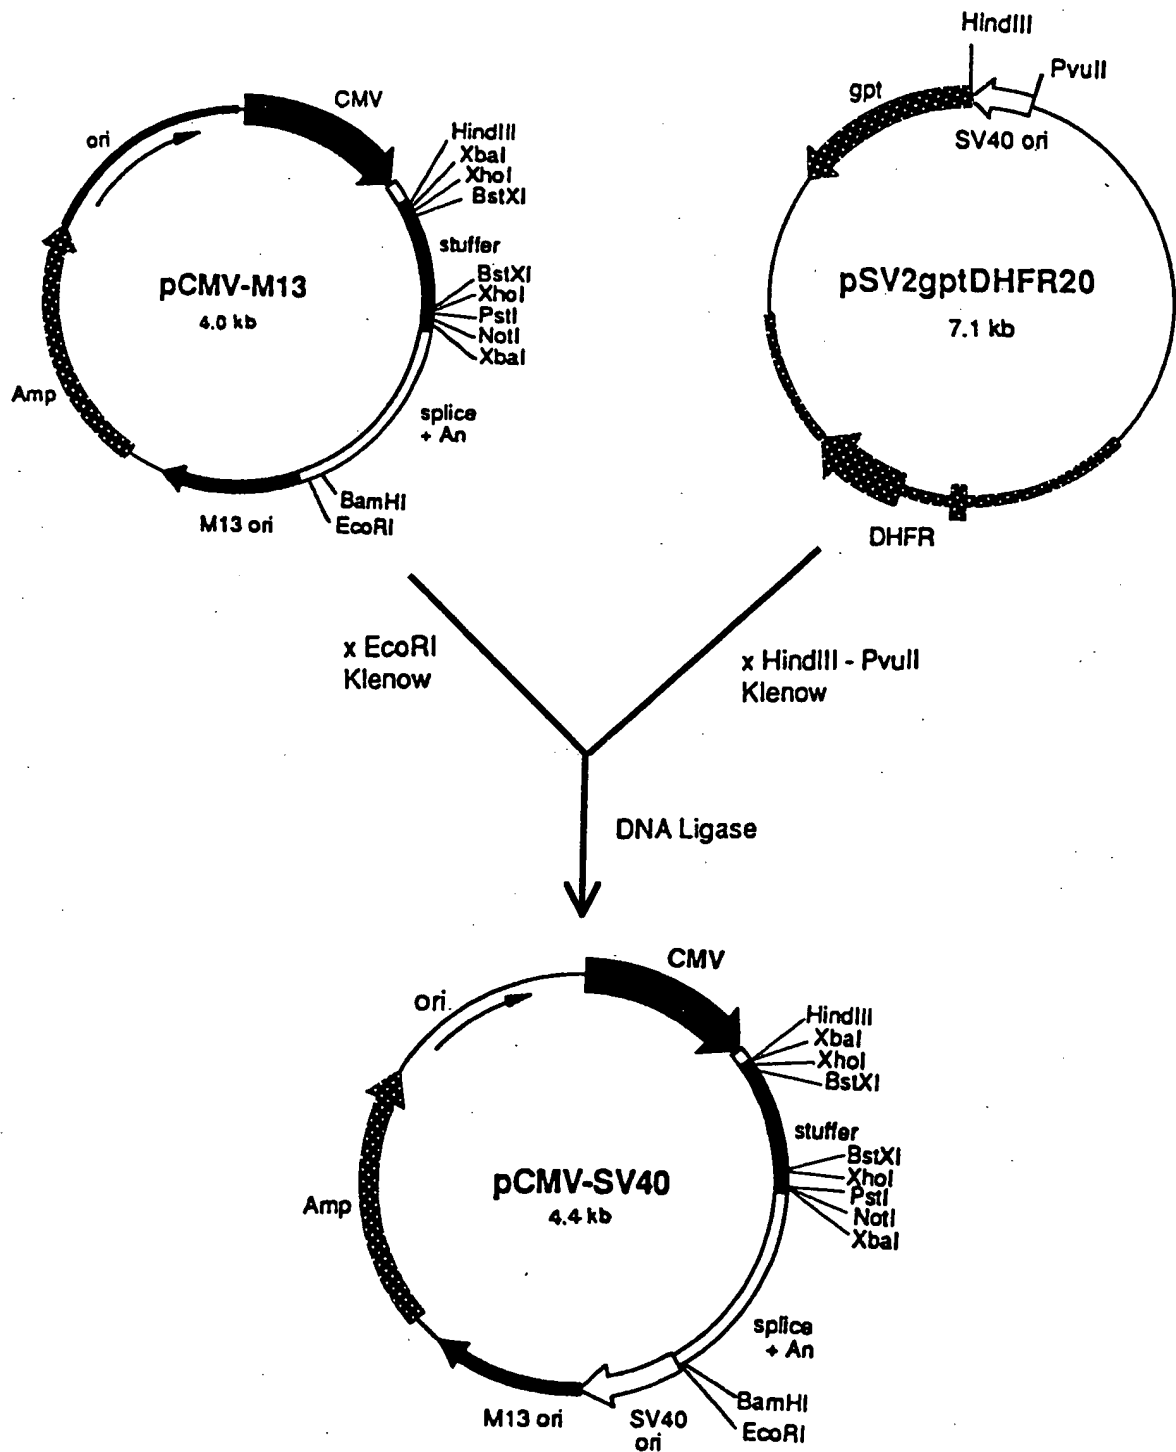 CMV
ori
HindIII
XbaI
XhoI
BstXI
stuffer
pCMV-M13
4.0 kb
BstXI
XhoI
PstI
NotI
XbaI
Amp
splice
+ An
BamHI
EcoRI
M13 ori
HindIII
PvuII
gpt
SV40 ori
pSV2gptDHFR20
7.1 kb
DHFR
x EcoRI
Klenow
x HindIII - PvuII
Klenow
DNA Ligase
CMV
ori
HindIII
XbaI
XhoI
BstXI
stuffer
BstXI
XhoI
PstI
NotI
XbaI
pCMV-SV40
4.4 kb
Amp
splice
+ An
BamHI
EcoRI
M13 ori
SV40
ori